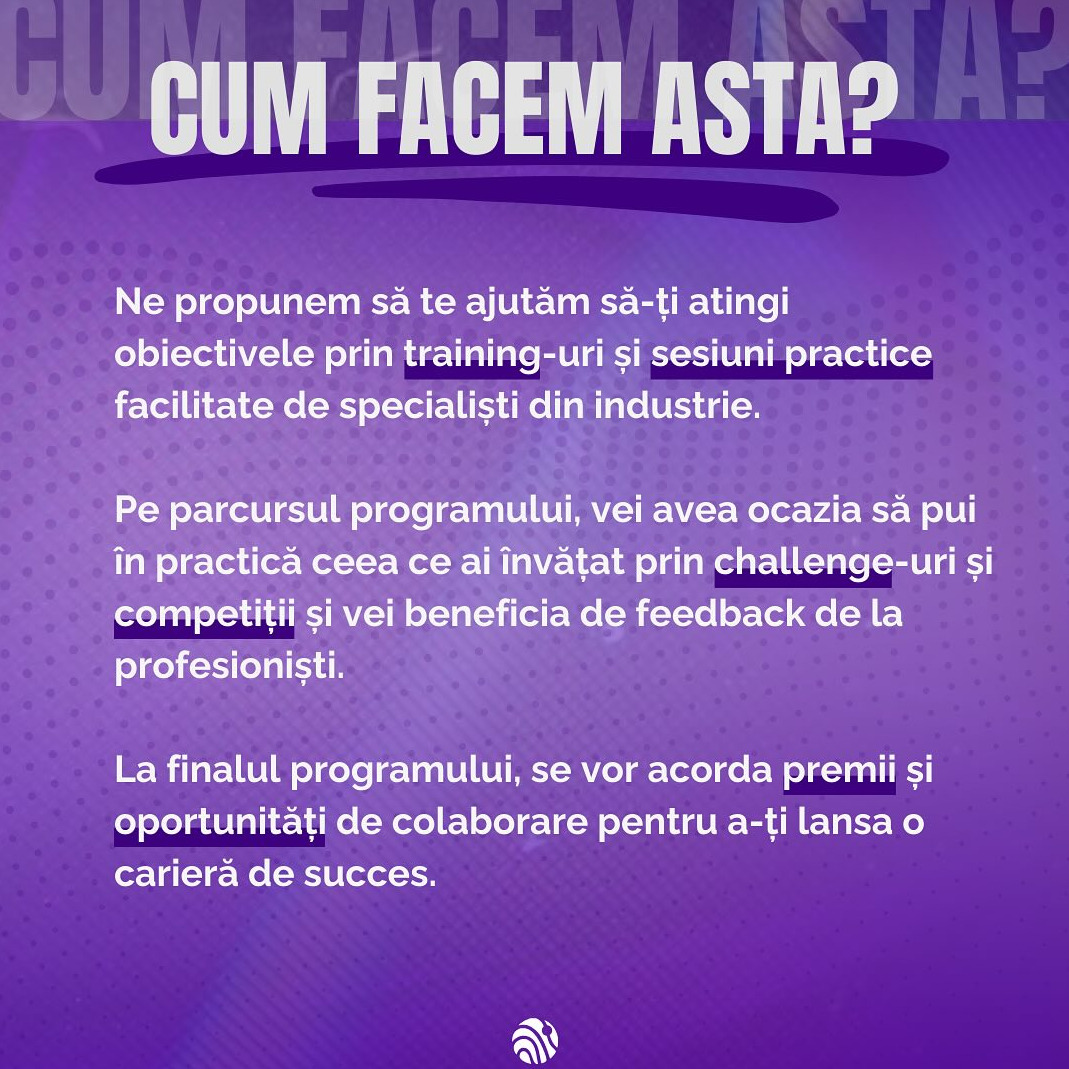 CUM FACEM ASTA?
CUM FACEM ASTA?
Ne propunem să te ajutăm să-ți atingi
obiectivele prin training-uri și sesiuni practice
facilitate de specialiști din industrie.
Pe parcursul programului, vei avea ocazia să pui
în practică ceea ce ai învățat prin challenge-uri și
competiții și vei beneficia de feedback de la
profesioniști.
La finalul programului, se vor acorda premii și
oportunități de colaborare pentru a-ți lansa o
carieră de succes.